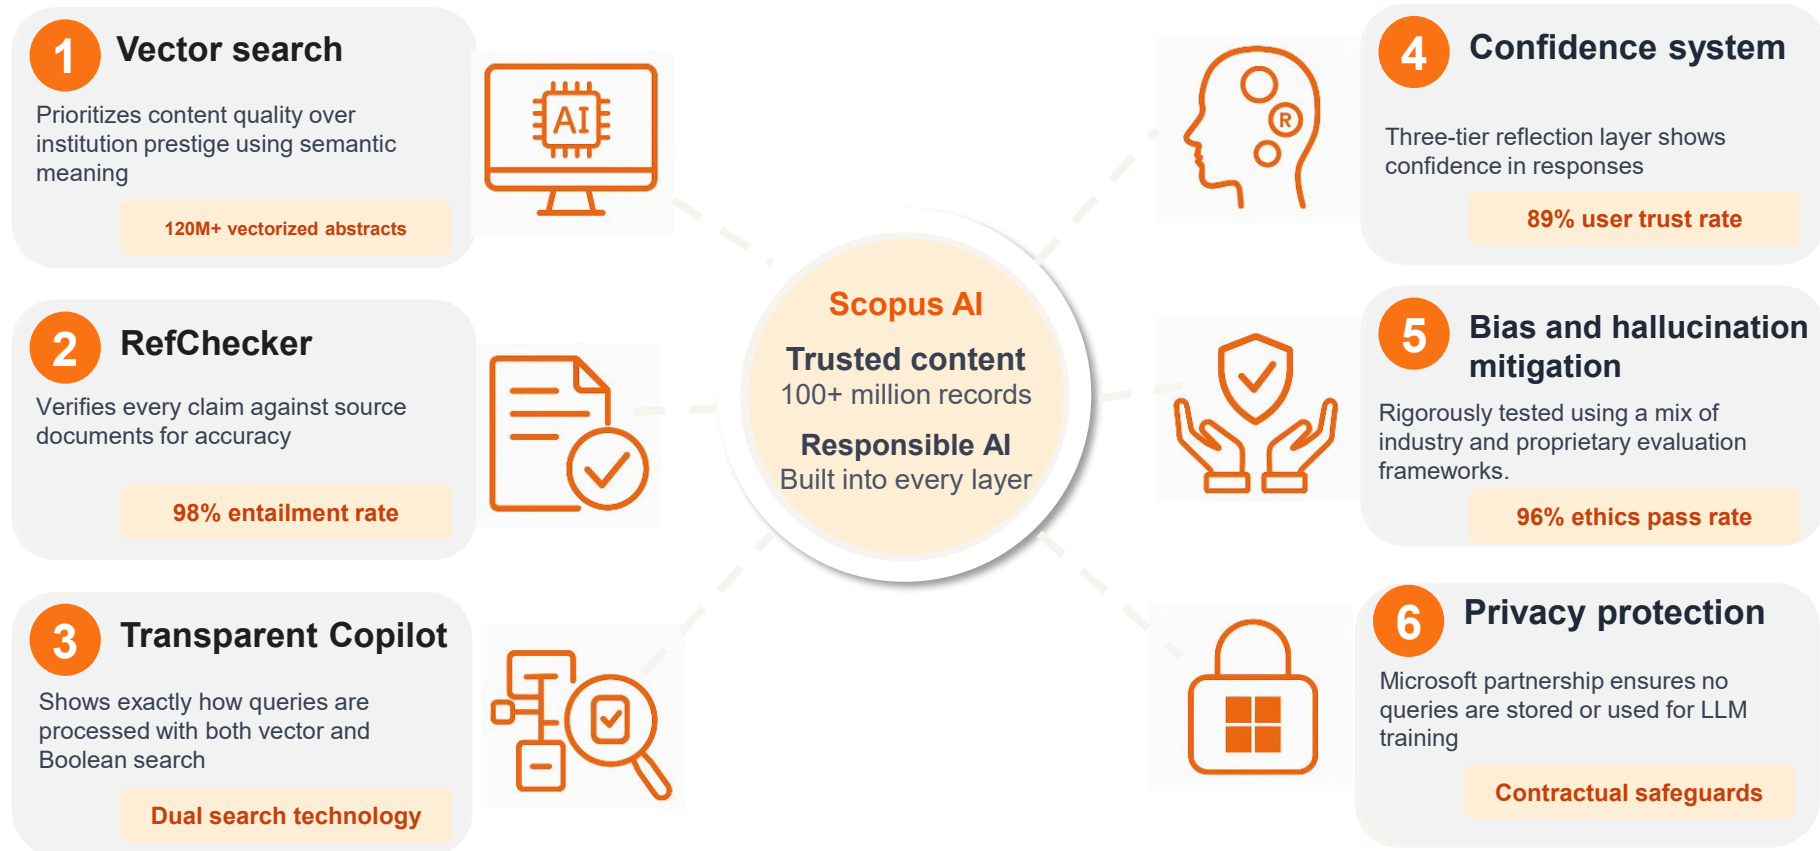 1
Vector search
Prioritizes content quality over
institution prestige using semantic
meaning
120M+ vectorized abstracts
AI
2
RefChecker
Verifies every claim against source
documents for accuracy
98% entailment rate
3
Transparent Copilot
Shows exactly how queries are
processed with both vector and
Boolean search
Dual search technology
Scopus AI
Trusted content
100+ million records
Responsible AI
Built into every layer
4
Confidence system
R
Three-tier reflection layer shows
confidence in responses
89% user trust rate
5
Bias and hallucination
mitigation
Rigorously tested using a mix of
industry and proprietary evaluation
frameworks.
96% ethics pass rate
6
Privacy protection
Microsoft partnership ensures no
queries are stored or used for LLM
training
Contractual safeguards